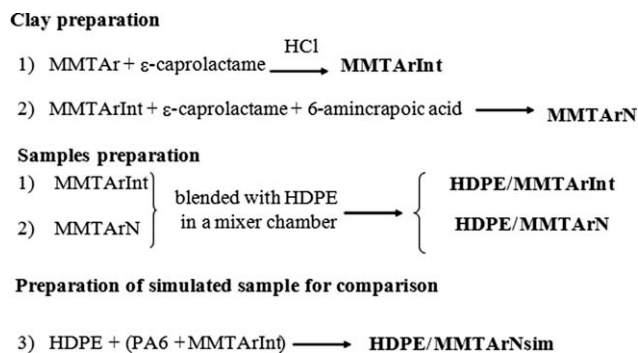 Clay preparation
HCl
1) MMTAr + ε-caprolactame MMTArInt
2) MMTArInt + ε-caprolactame + 6-amincrapoic acid MMTArN
Samples preparation
1) MMTArInt
2) MMTArN
blended with HDPE
in a mixer chamber
HDPE/MMTArInt
HDPE/MMTArN
Preparation of simulated sample for comparison
3) HDPE + (PA6 + MMTArInt) HDPE/MMTArNsim